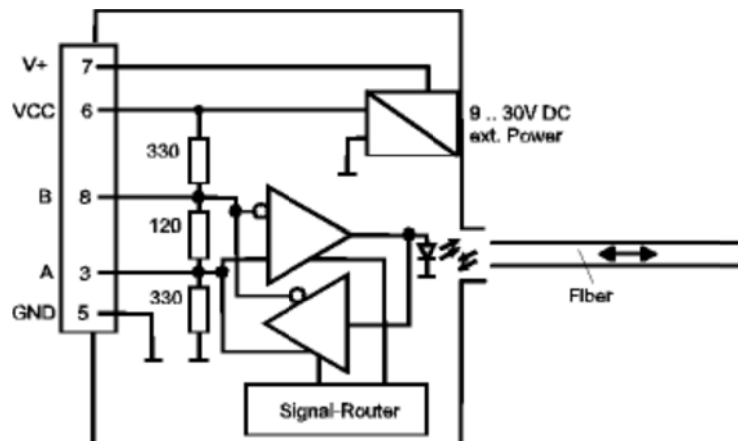 V+ 7
VCC 6
9 .. 30V DC
ext. Power
330
B 8
120
A 3
330
GND 5
Fiber
Signal-Router